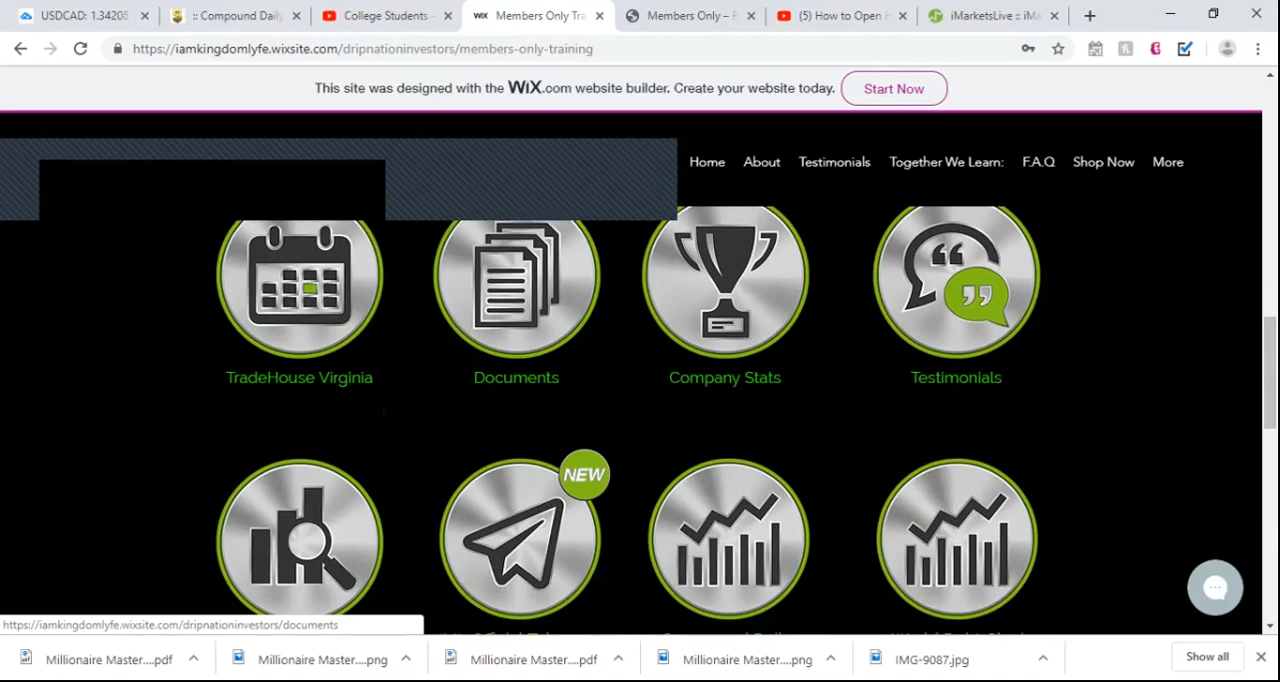 USDCAD: 1.34205
:: Compound Daily
College Students -
WIX Members Only Tra
Members Only –
(5) How to Open
iMarketsLive :: iMa
https://iamkingdomlyfe.wixsite.com/dripnationinvestors/members-only-training
This site was designed with the WiX.com website builder. Create your website today. Start Now
Home About Testimonials Together We Learn: F.A.Q Shop Now More
TradeHouse Virginia Documents Company Stats Testimonials
NEW
https://iamkingdomlyfe.wixsite.com/dripnationinvestors/documents
Millionaire Master....pdf Millionaire Master....png Millionaire Master....pdf Millionaire Master....png IMG-9087.jpg Show all